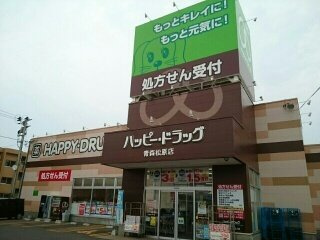 もっとキレイに!
もっと元気に!
処方せん受付
HAPPY·DRU
ハッピー・ドラッグ
青森松原店
処方せん受付